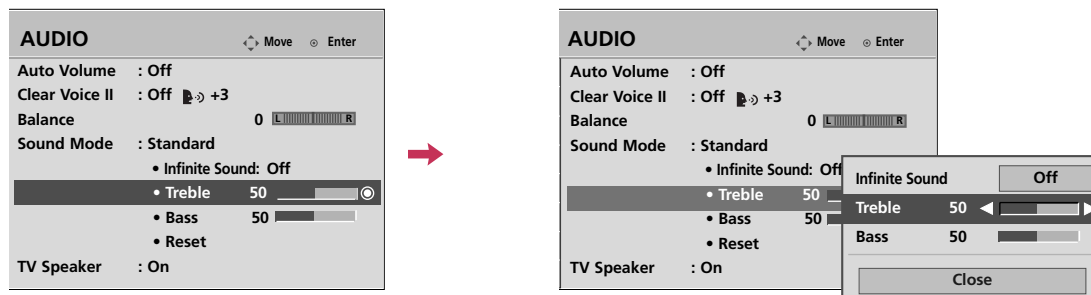 AUDIO
Move Enter
Auto Volume : Off
Clear Voice II : Off +3
Balance 0 L R
Sound Mode : Standard
• Infinite Sound: Off
• Treble 50
• Bass 50
• Reset
TV Speaker : On
AUDIO
Move Enter
Auto Volume : Off
Clear Voice II : Off +3
Balance 0 L R
Sound Mode : Standard
• Infinite Sound: Off
• Treble 50
• Bass 50
• Reset
TV Speaker : On
Infinite Sound Off
Treble 50
Bass 50
Close